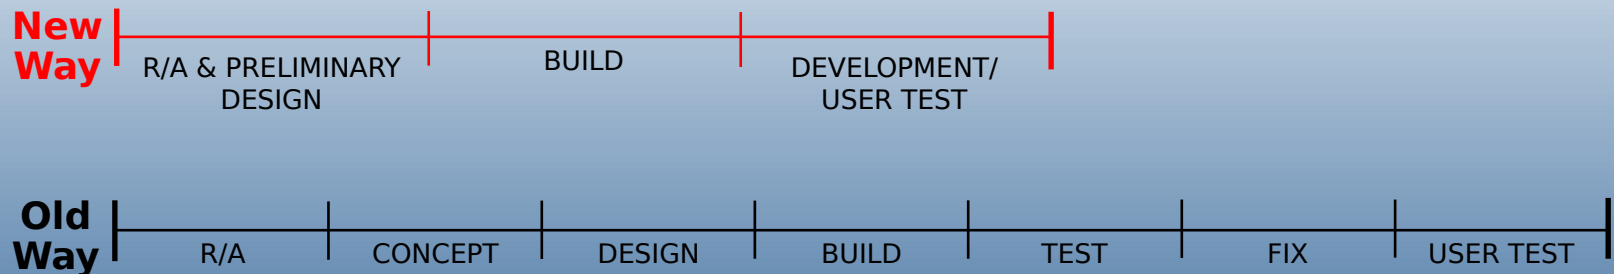 New
Way
R/A & PRELIMINARY
DESIGN
BUILD
DEVELOPMENT/
USER TEST
Old
Way
R/A
CONCEPT
DESIGN
BUILD
TEST
FIX
USER TEST